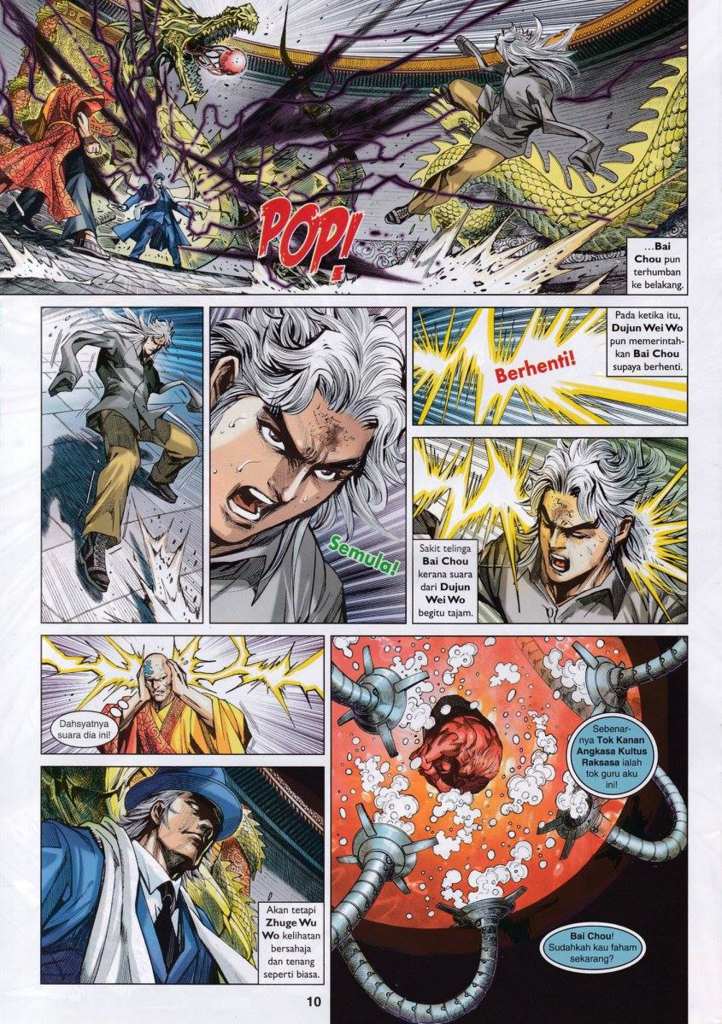 POP!
...Bai
Chou pun
terhumban
ke belakang.
Semula!
Pada ketika itu,
Dujun Wei Wo
pun memerintah-
kan Bai Chou
supaya berhenti.
Berhenti!
Sakit telinga
Bai Chou
kerana suara
dari Dujun
Wei Wo
begitu tajam.
Dahsyatnya
suara dia ini!
Akan tetapi
Zhuge Wu
Wo kelihatan
bersahaja
dan tenang
seperti biasa.
Sebenar-
nya Tok Kanan
Angkasa Kultus
Raksasa ialah
tok guru aku
ini!
Bai Chou!
Sudahkah kau faham
sekarang?
10